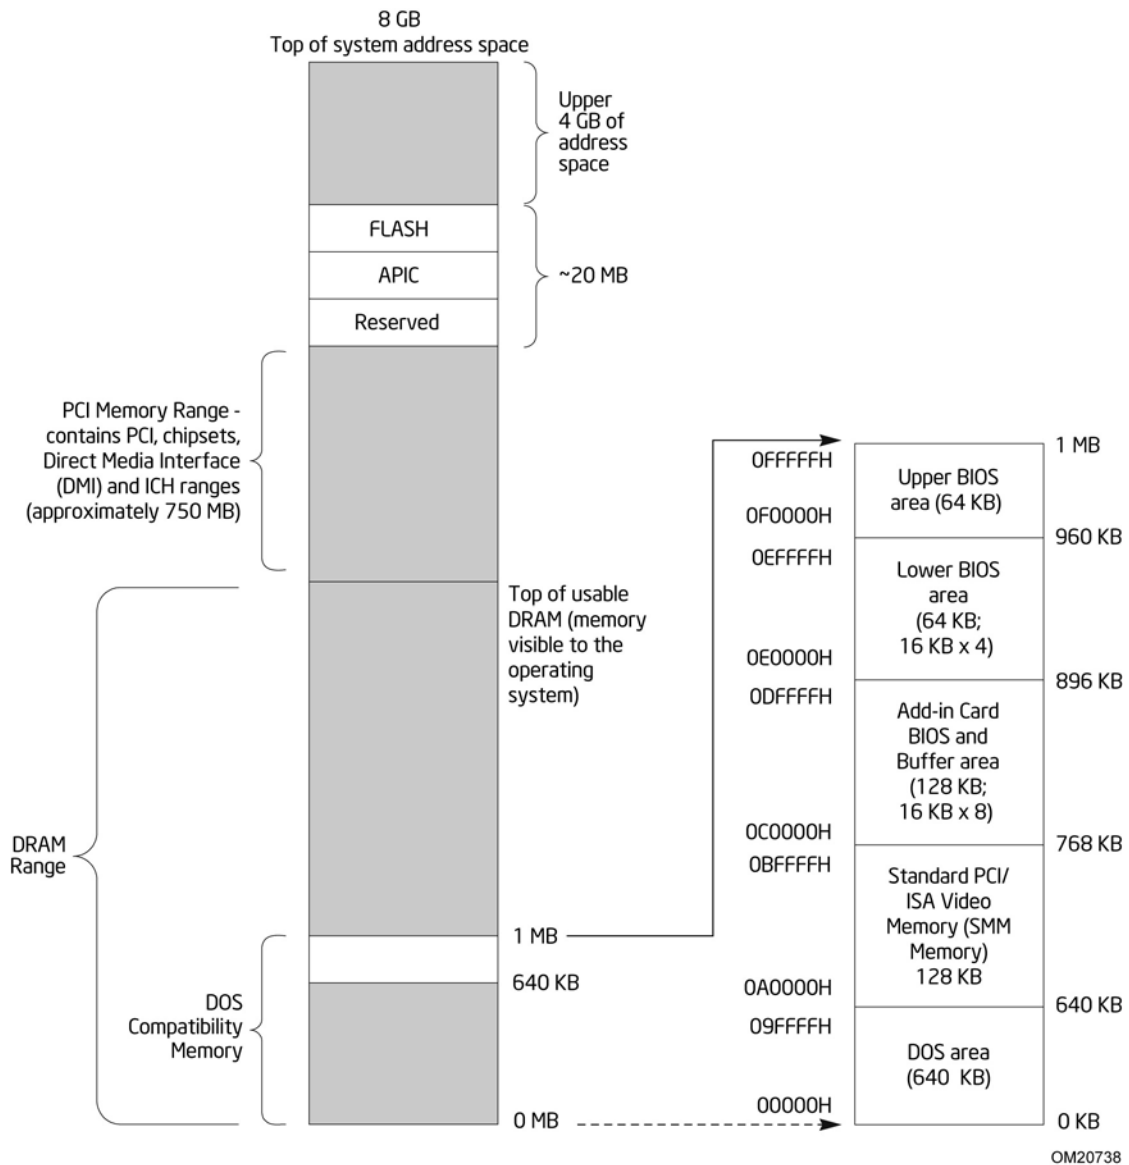 8 GB
Top of system address space
Upper
4 GB of
address
space
FLASH
APIC
Reserved
~20 MB
PCI Memory Range -
contains PCI, chipsets,
Direct Media Interface
(DMI) and ICH ranges
(approximately 750 MB)
Top of usable
DRAM (memory
visible to the
operating
system)
DRAM
Range
1 MB
640 KB
DOS
Compatibility
Memory
0 MB
0FFFFFH
0F0000H
0EFFFFH
0E0000H
0DFFFFH
0C0000H
0BFFFFH
0A0000H
09FFFFH
00000H
Upper BIOS
area (64 KB)
Lower BIOS
area
(64 KB;
16 KB x 4)
Add-in Card
BIOS and
Buffer area
(128 KB;
16 KB x 8)
Standard PCI/
ISA Video
Memory (SMM
Memory)
128 KB
DOS area
(640 KB)
1 MB
960 KB
896 KB
768 KB
640 KB
0 KB
OM20738